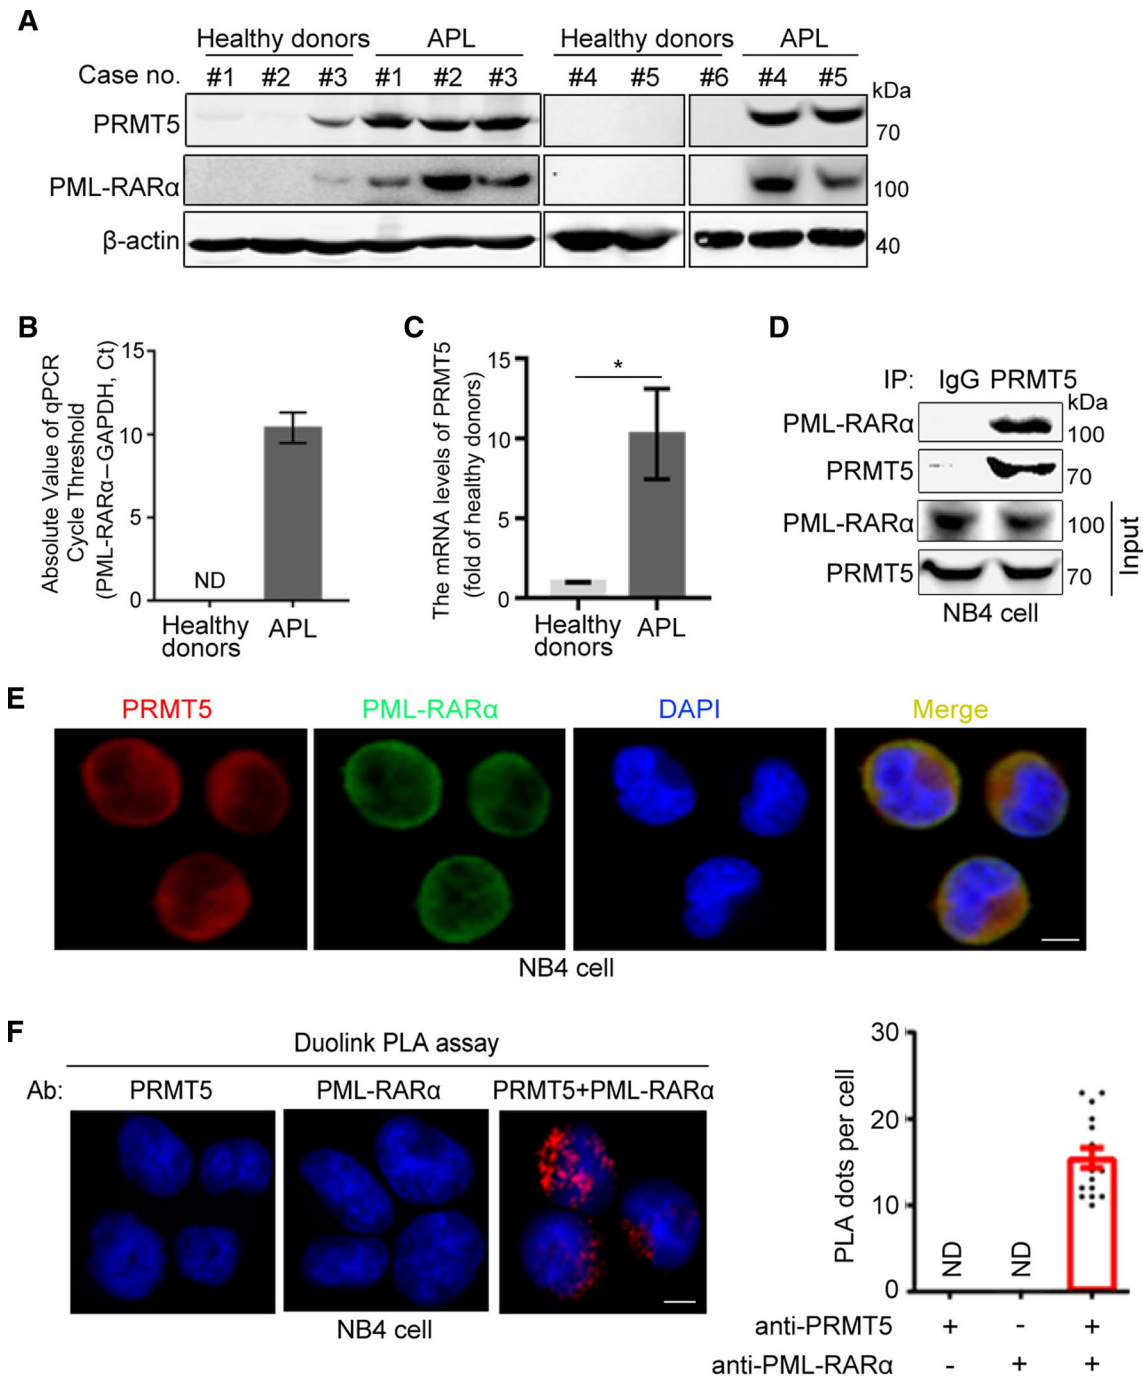 A
Healthy donors APL Healthy donors APL
Case no. #1 #2 #3 #1 #2 #3 #4 #5 #6 #4 #5
kDa
PRMT5 70
PML-RARα 100
β-actin 40
B
Absolute Value of qPCR
Cycle Threshold
(PML-RARα−GAPDH, Ct)
15
10
5
0
ND
Healthy donors
APL
C
The mRNA levels of PRMT5
(fold of healthy donors)
15
10
5
0
*
Healthy donors
APL
D
IP: IgG PRMT5
kDa
PML-RARα 100
PRMT5 70
PML-RARα 100
PRMT5 70
Input
NB4 cell
E
PRMT5 PML-RARα DAPI Merge
NB4 cell
F
Duolink PLA assay
Ab: PRMT5 PML-RARα PRMT5+PML-RARα
NB4 cell
PLA dots per cell
30
20
10
0
ND ND
anti-PRMT5 + - +
anti-PML-RARα - + +